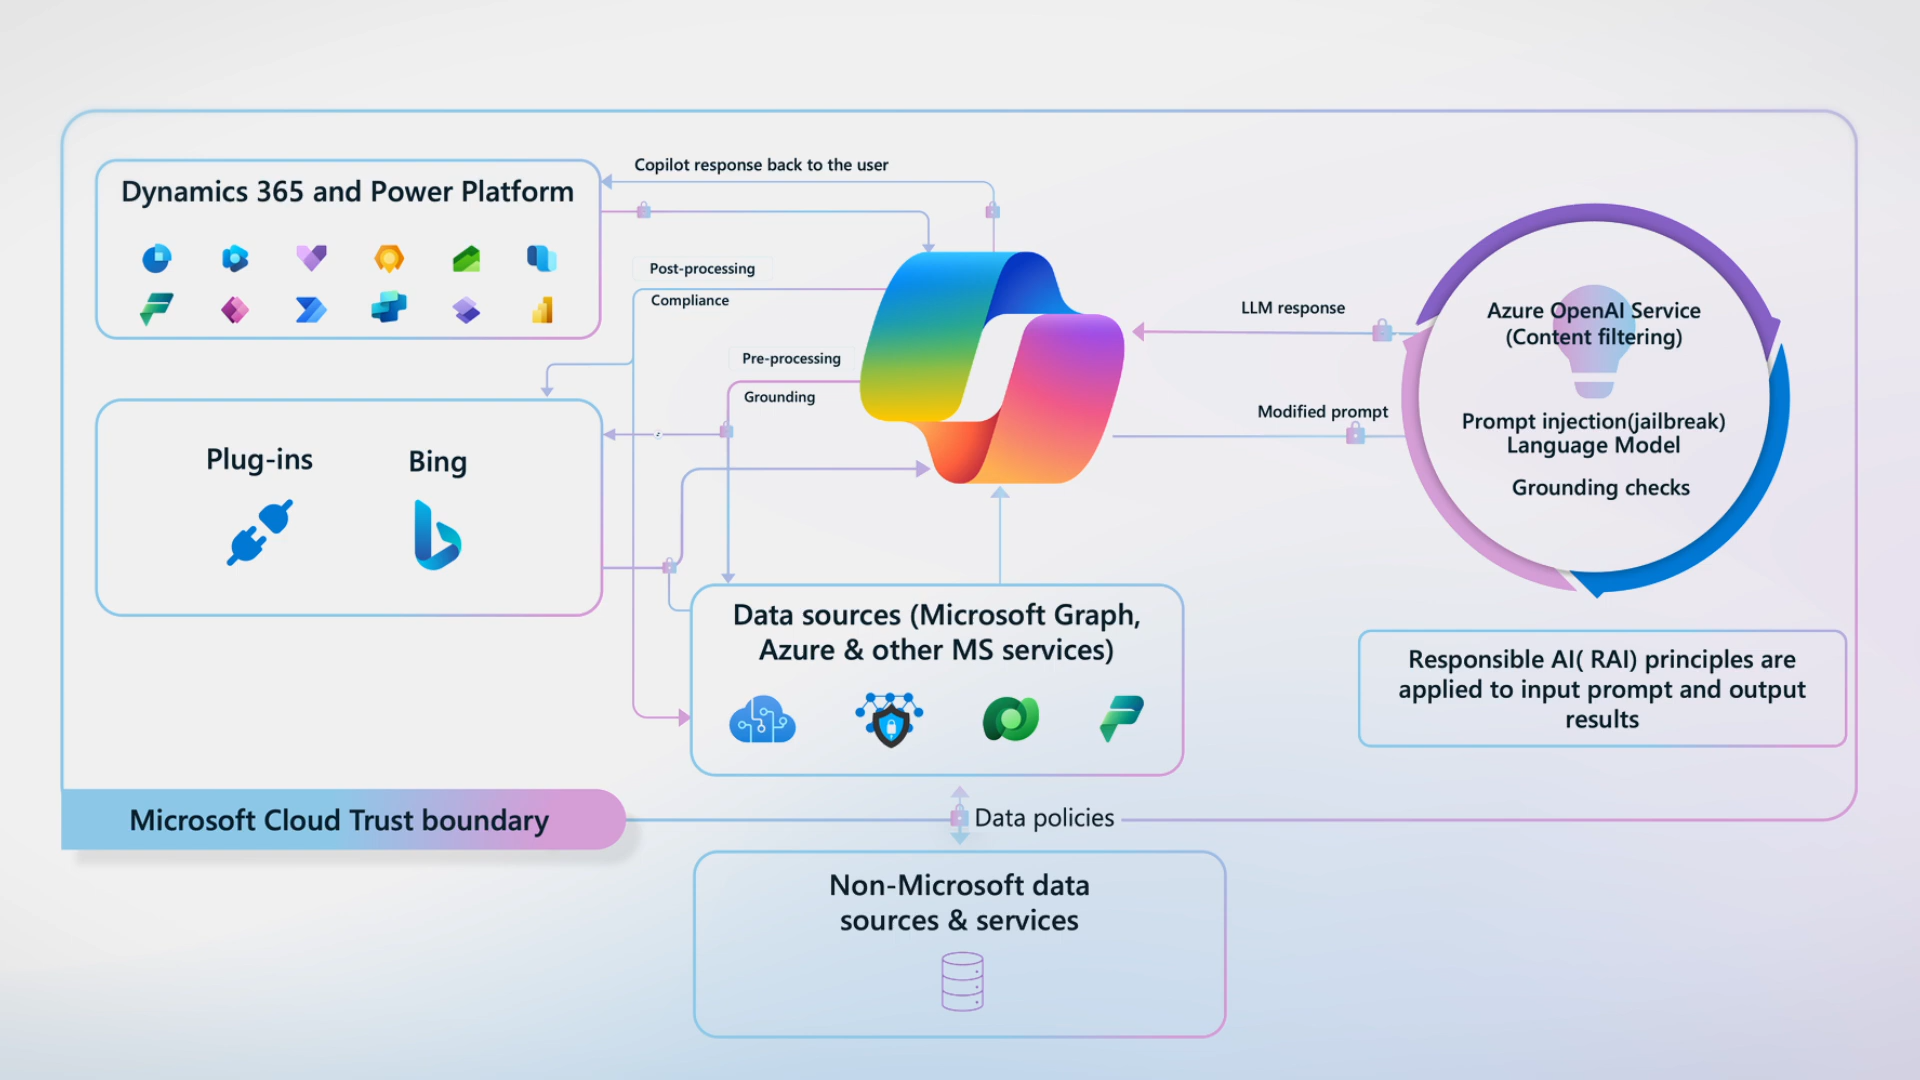 Copilot response back to the user
Dynamics 365 and Power Platform
Post-processing
Compliance
Pre-processing
Grounding
LLM response
Modified prompt
Azure OpenAI Service
(Content filtering)
Prompt injection(jailbreak)
Language Model
Grounding checks
Plug-ins
Bing
Data sources (Microsoft Graph,
Azure & other MS services)
Responsible AI( RAI) principles are
applied to input prompt and output
results
Microsoft Cloud Trust boundary
Data policies
Non-Microsoft data
sources & services